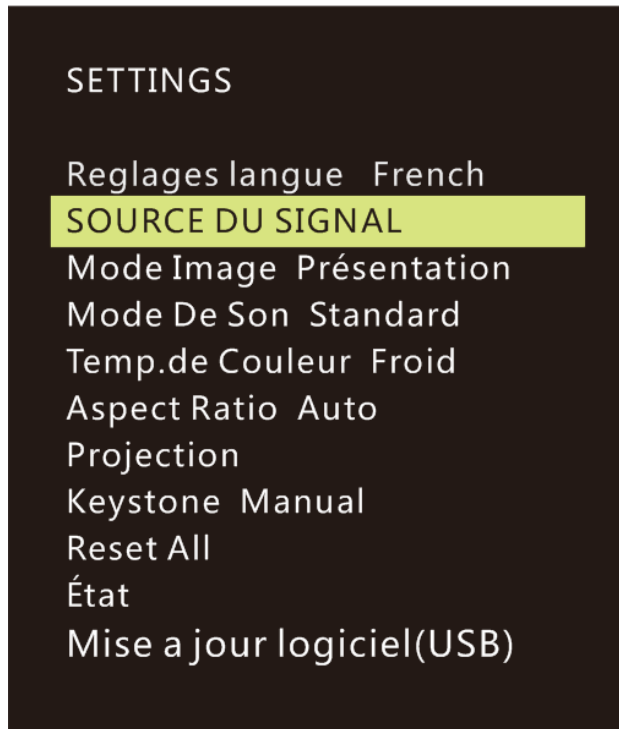 SETTINGS
Reglages langue French
SOURCE DU SIGNAL
Mode Image Présentation
Mode De Son Standard
Temp.de Couleur Froid
Aspect Ratio Auto
Projection
Keystone Manual
Reset All
État
Mise a jour logiciel(USB)